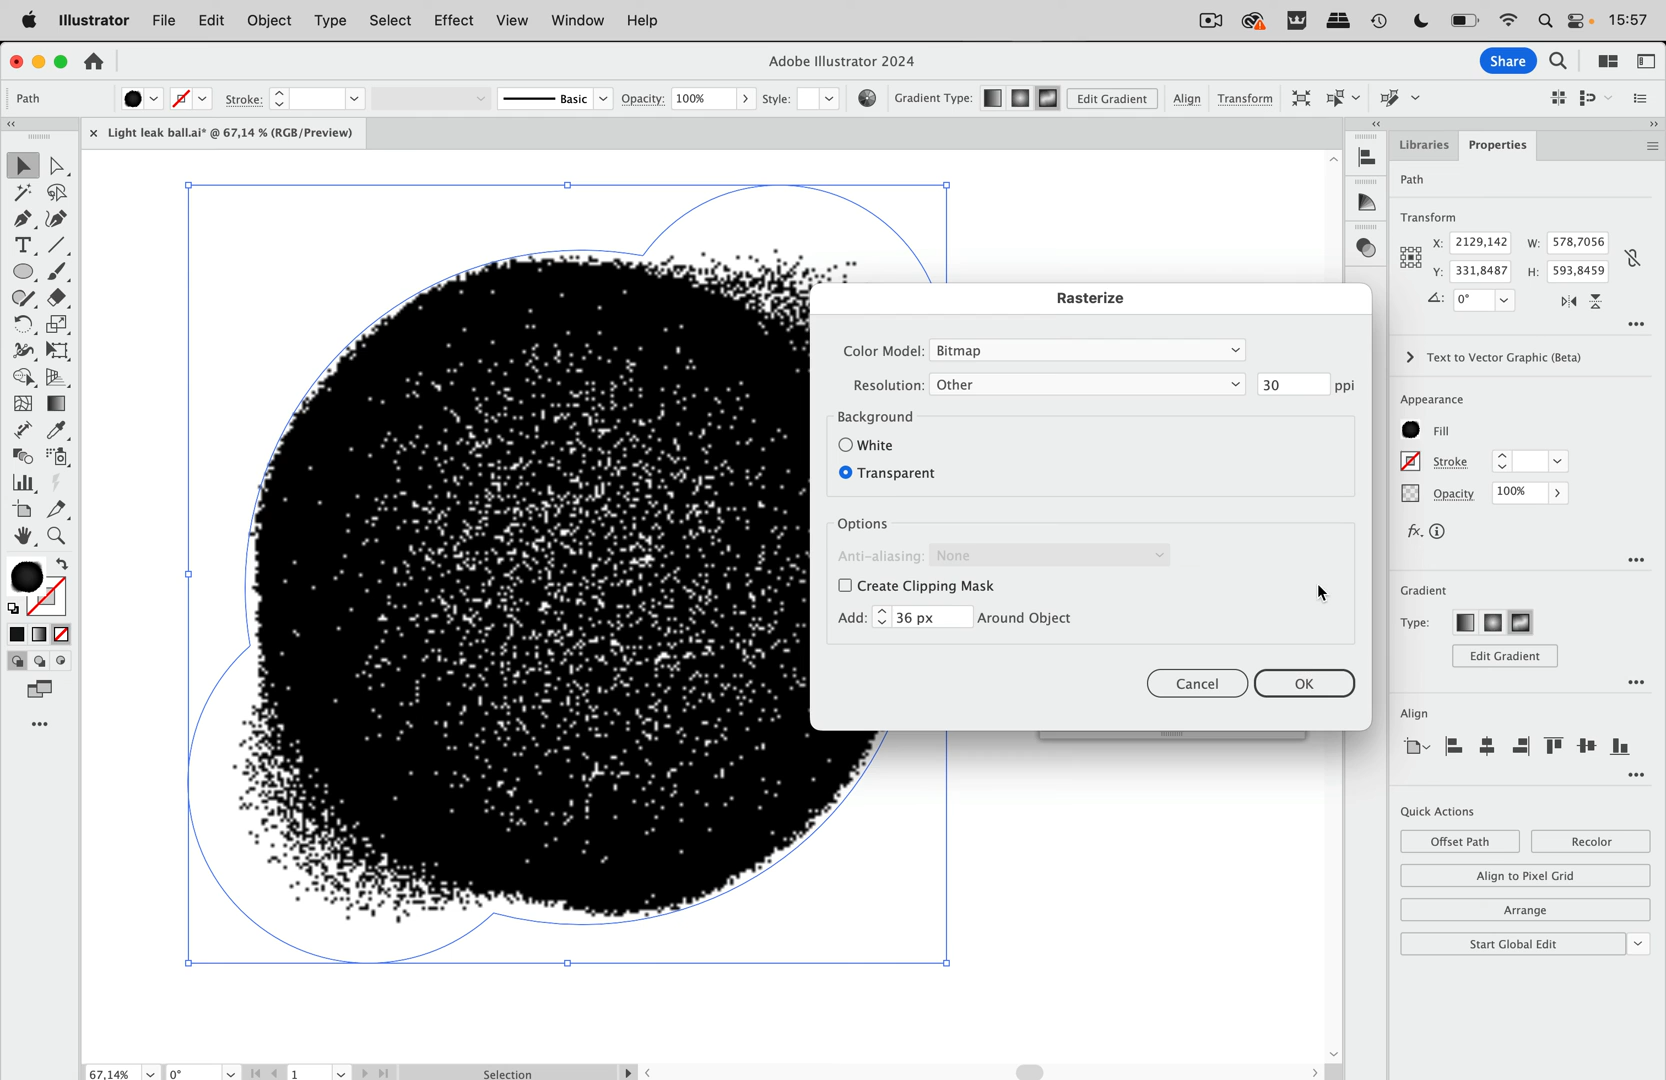 Illustrator File Edit Object Type Select Effect View Window Help 15:57
Adobe Illustrator 2024 Share
Path Stroke: Basic Opacity: 100% Style: Gradient Type: Edit Gradient Align Transform
× Light leak ball.ai* @ 67,14 % (RGB/Preview)
Libraries Properties
Path
Transform
X: 2129,142 W: 578,7056
Y: 331,8487 H: 593,8459
0°
Text to Vector Graphic (Beta)
Appearance
Fill
Stroke
Opacity 100%
fx.
Gradient
Type:
Edit Gradient
Align
Quick Actions
Offset Path Recolor
Align to Pixel Grid
Arrange
Start Global Edit
Rasterize
Color Model: Bitmap
Resolution: Other 30 ppi
Background
White
Transparent
Options
Anti-aliasing: None
Create Clipping Mask
Add: 36 px Around Object
Cancel OK
67,14% 0° 1 Selection